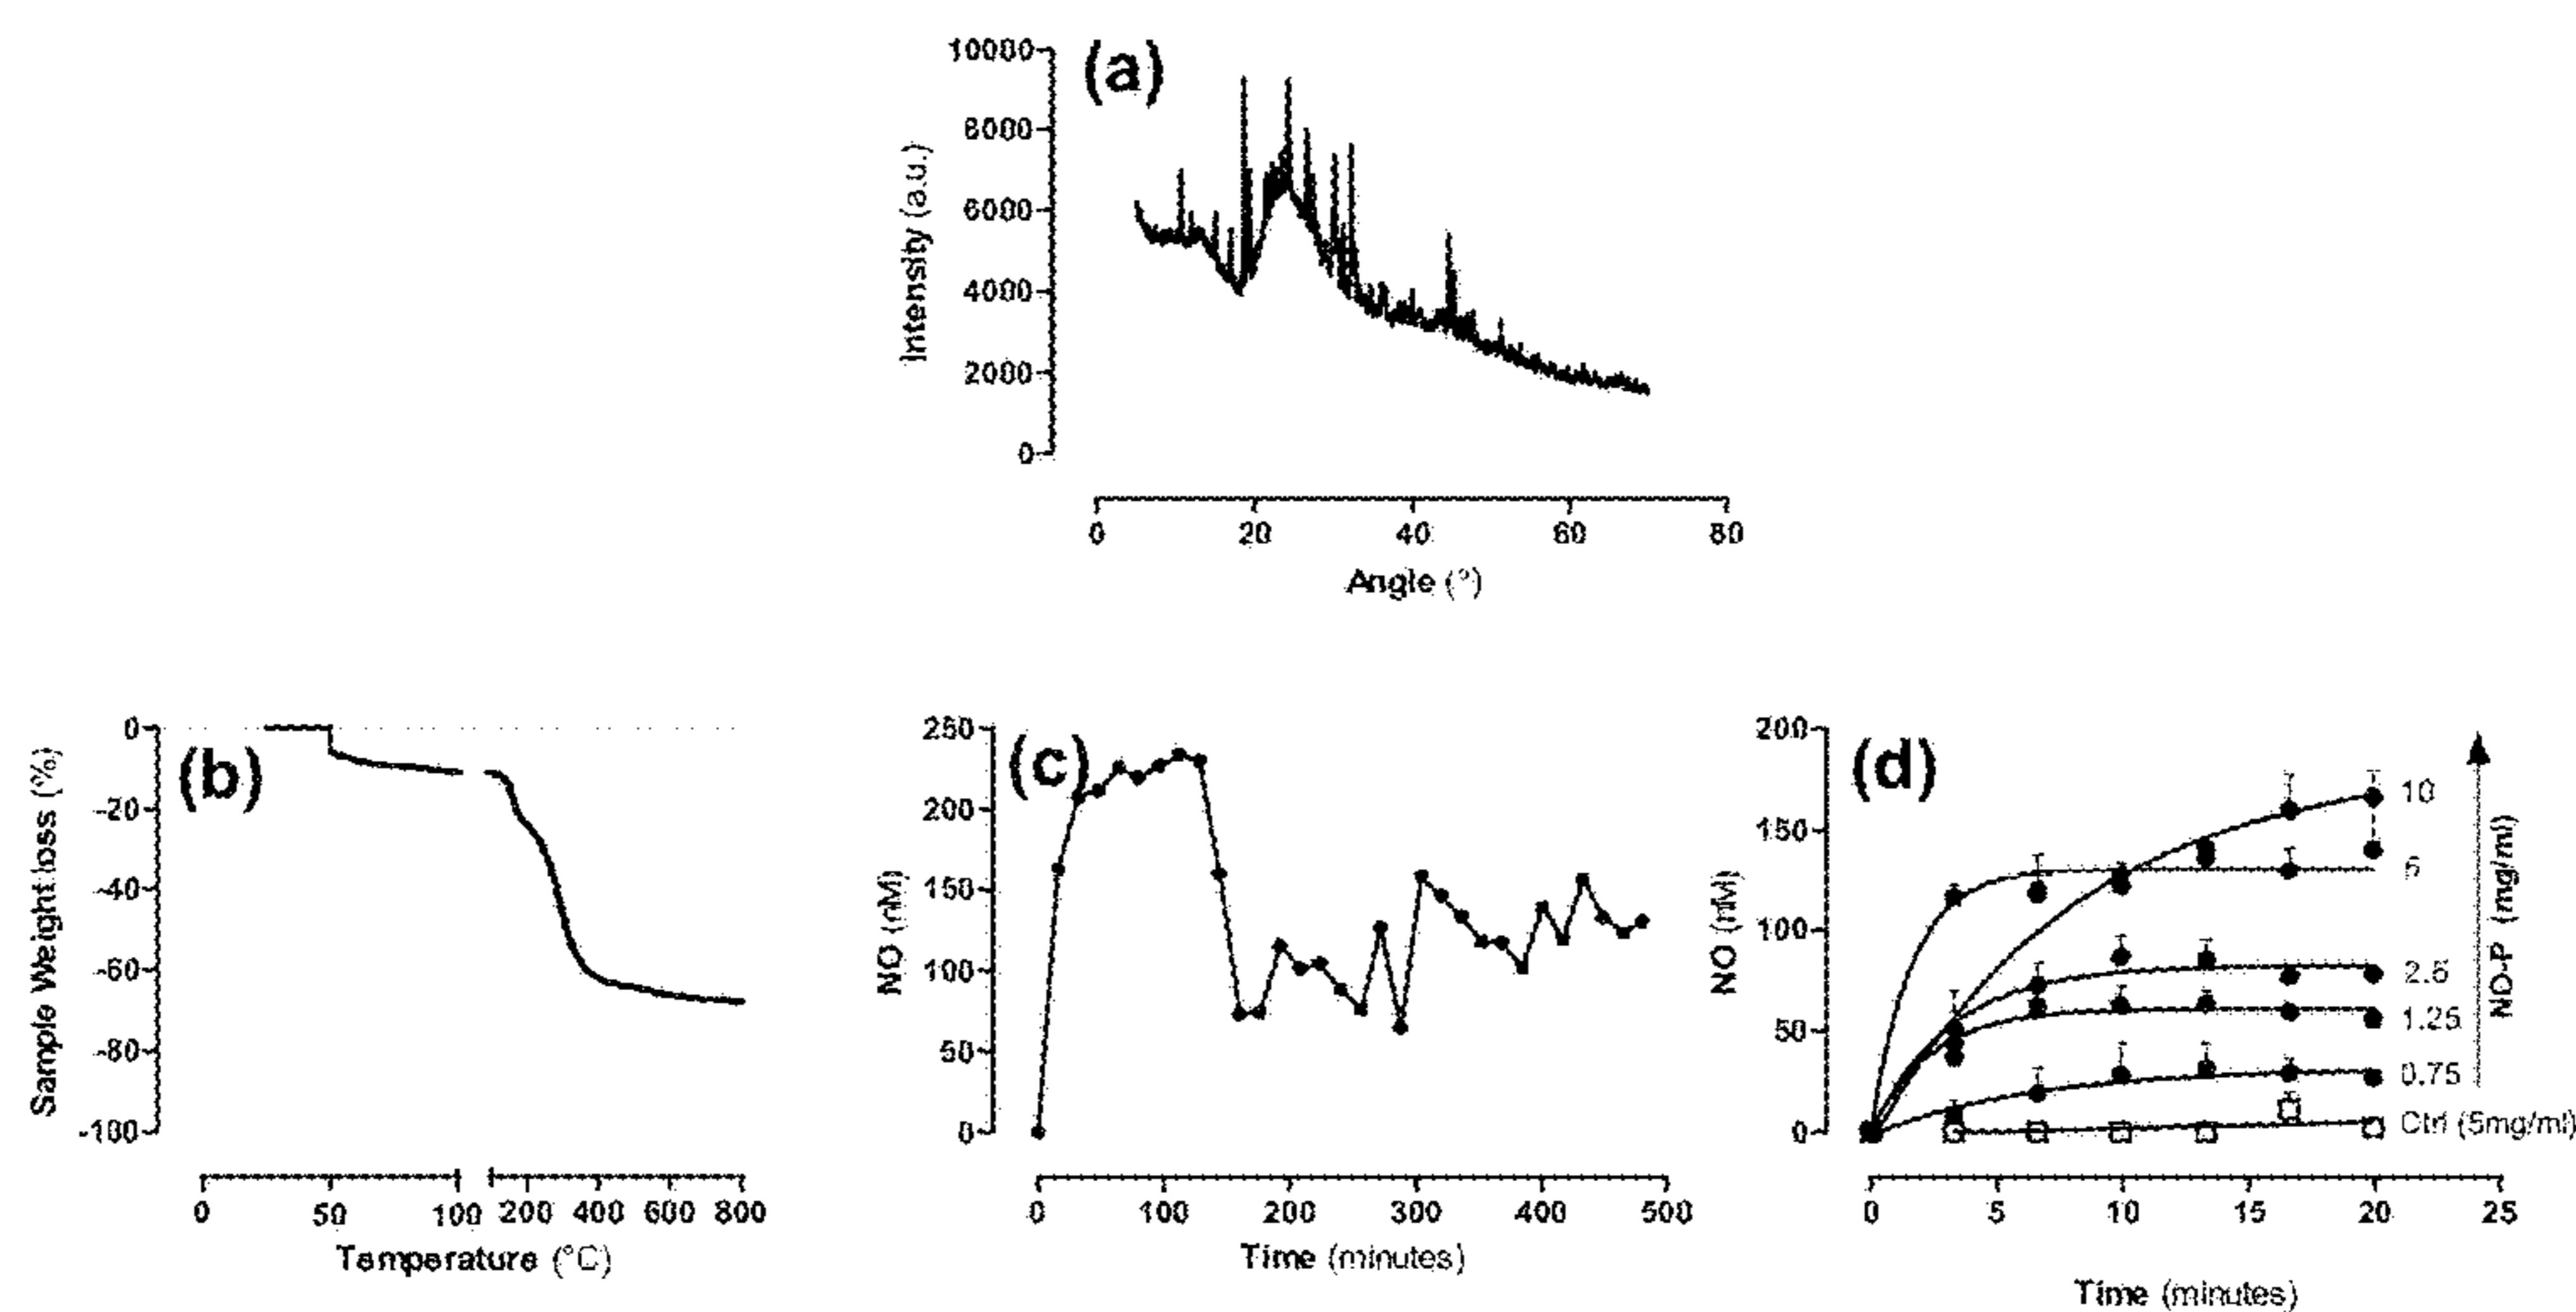 (a)
10000
8000
6000
4000
2000
0
Intensity (a.u.)
0 20 40 60 80
Angle (°)
(b)
0
-20
-40
-60
-80
-100
Sample Weight loss (%)
0 50 100 200 400 600 800
Temperature (°C)
(c)
250
200
150
100
50
0
NO (nM)
0 100 200 300 400 500
Time (minutes)
(d)
200
150
100
50
0
NO (nM)
10
5
2.5
1.25
0.75
Ctrl (5mg/ml)
NO-P (mg/ml)
0 5 10 15 20 25
Time (minutes)